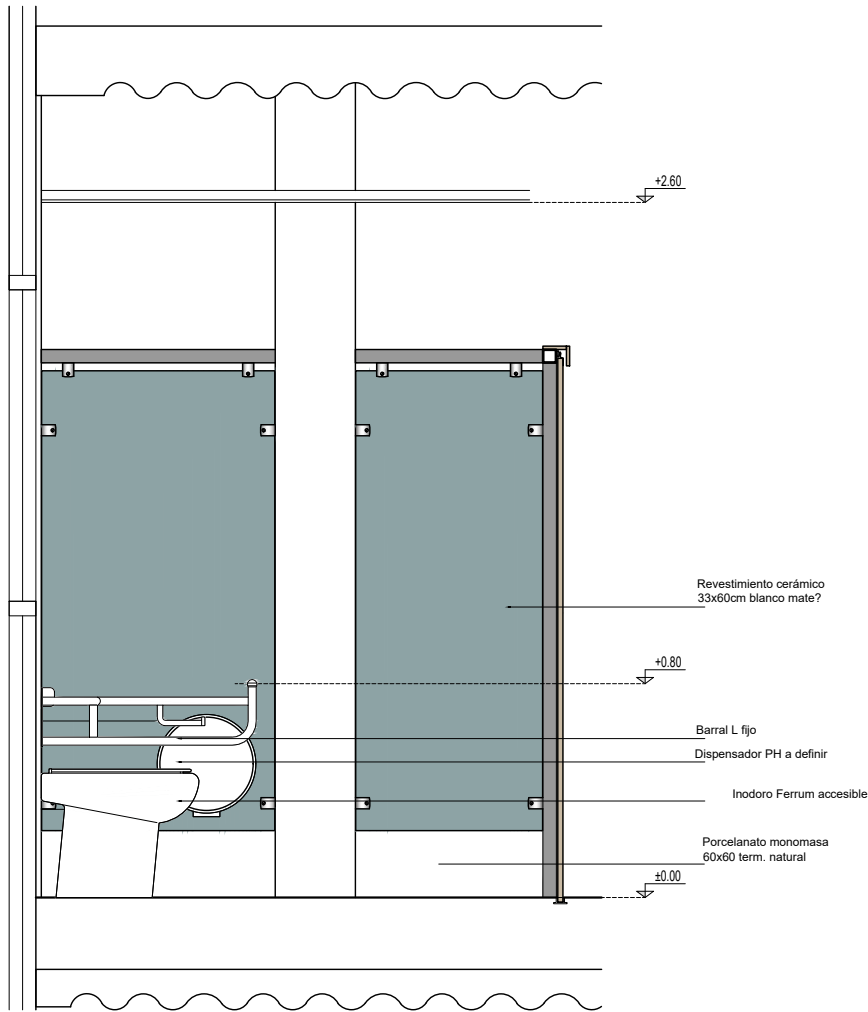 +2.60
Revestimiento cerámico
33x60cm blanco mate?
+0.80
Barral L fijo
Dispensador PH a definir
Inodoro Ferrum accesible
Porcelanato monomasa
60x60 term. natural
±0.00